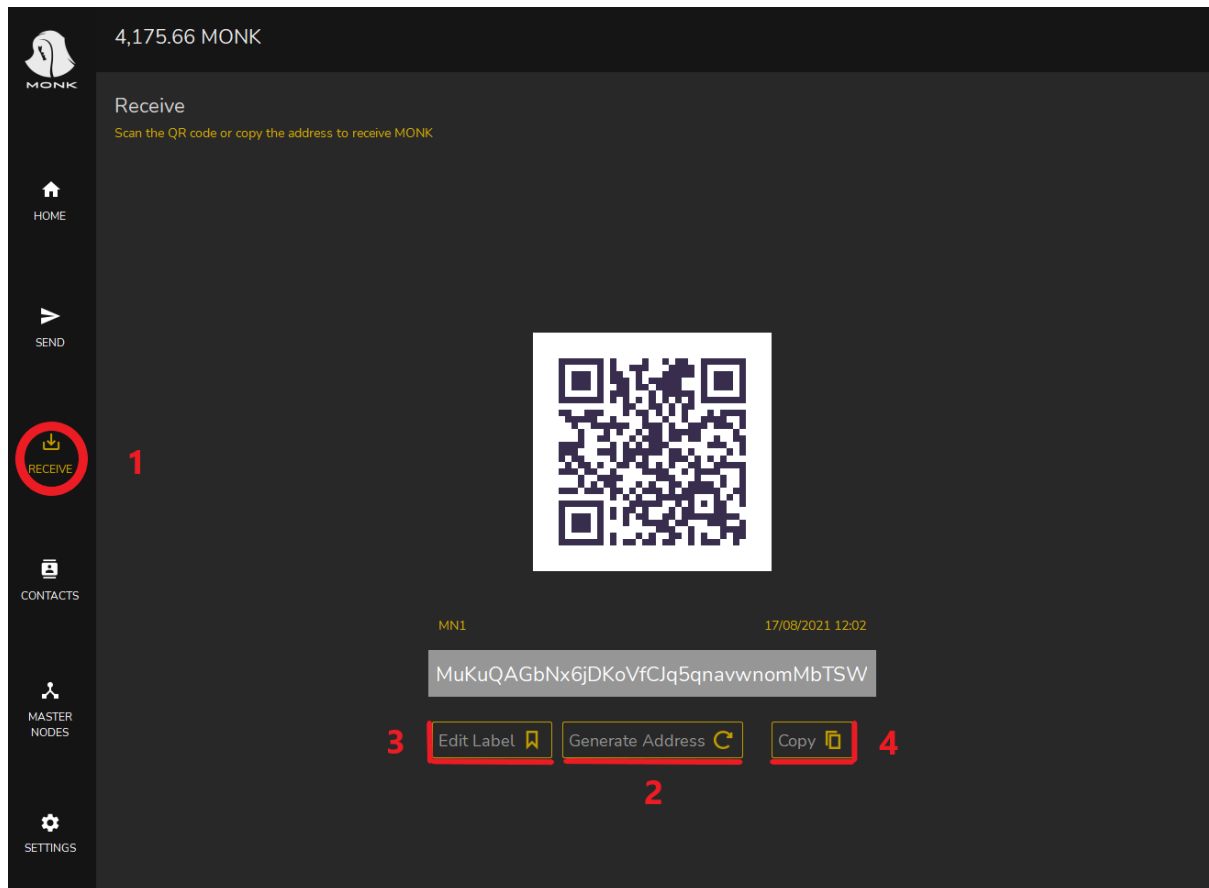 MONK
4,175.66 MONK
Receive
Scan the QR code or copy the address to receive MONK
HOME
SEND
RECEIVE
1
CONTACTS
MASTER
NODES
SETTINGS
MN1
17/08/2021 12:02
MuKuQAGbNx6jDKoVfCJq5qnavwnomMbTSW
3
Edit Label
Generate Address
Copy
4
2